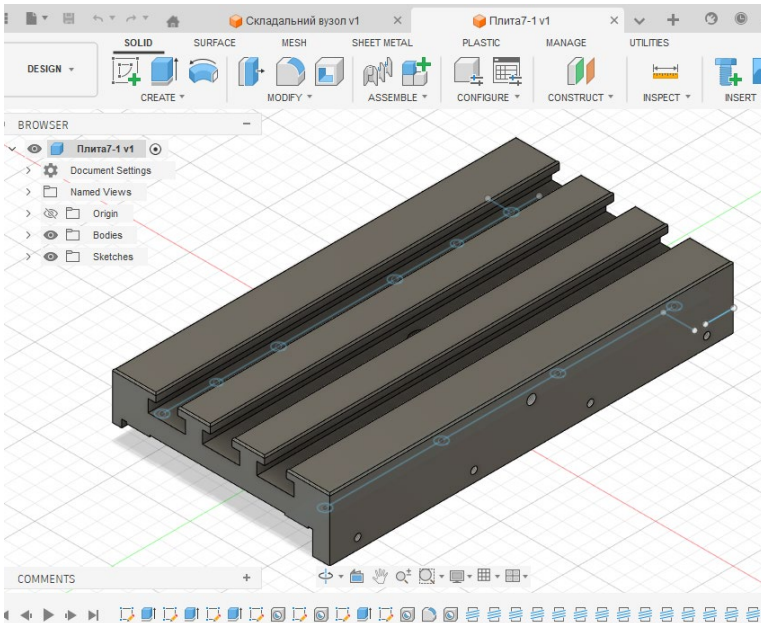 Складальний вузол v1
Плита7-1 v1
SOLID SURFACE MESH SHEET METAL PLASTIC MANAGE UTILITIES
DESIGN
CREATE MODIFY ASSEMBLE CONFIGURE CONSTRUCT INSPECT INSERT
BROWSER
Плита7-1 v1
Document Settings
Named Views
Origin
Bodies
Sketches
COMMENTS